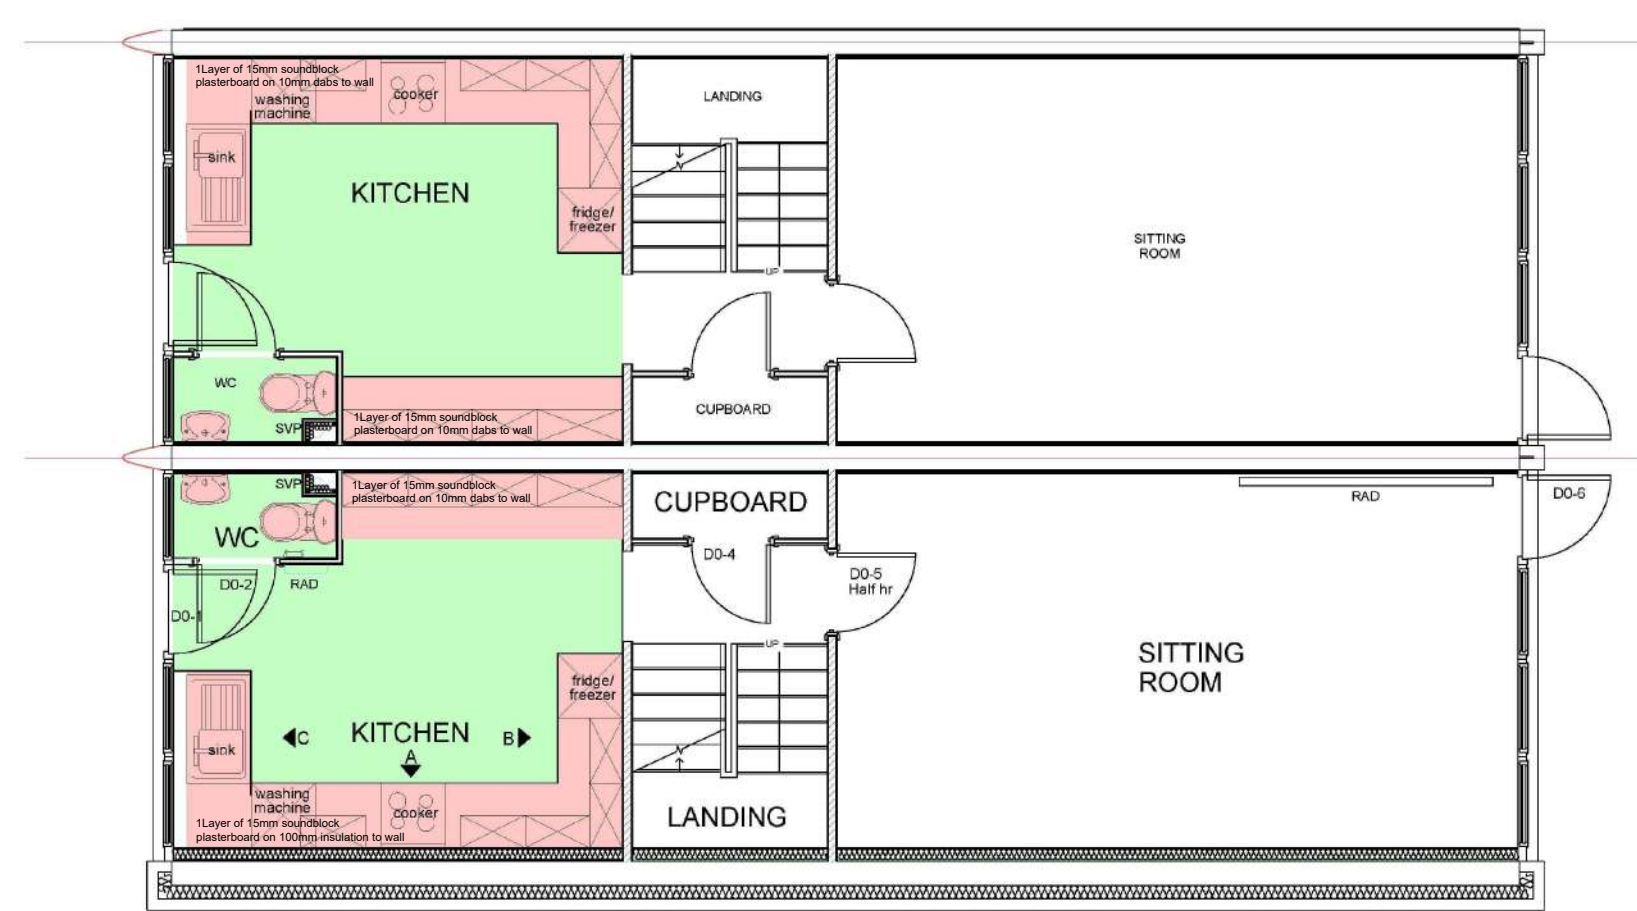 1Layer of 15mm soundblock
plasterboard on 10mm dabs to wall
washing
machine
cooker
LANDING
sink
KITCHEN
fridge/
freezer
SITTING
ROOM
UP
WC
SVP
1Layer of 15mm soundblock
plasterboard on 10mm dabs to wall
CUPBOARD
SVP
1Layer of 15mm soundblock
plasterboard on 10mm dabs to wall
CUPBOARD
RAD
D0-6
WC
D0-4
D0-2
RAD
D0-5
Half hr
D0-1
UP
SITTING
ROOM
fridge/
freezer
sink
C
KITCHEN
B
A
washing
machine
cooker
LANDING
1Layer of 15mm soundblock
plasterboard on 100mm insulation to wall